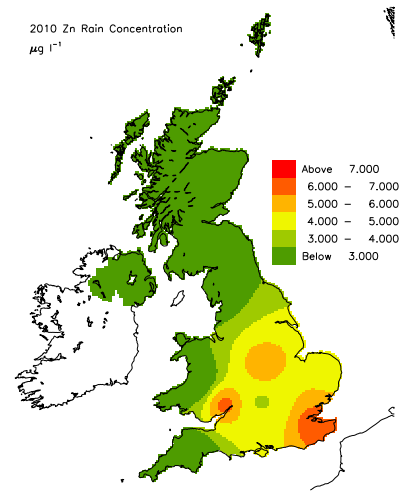 2010 Zn Rain Concentration
μg l⁻¹
Above 7.000
6.000 – 7.000
5.000 – 6.000
4.000 – 5.000
3.000 – 4.000
Below 3.000